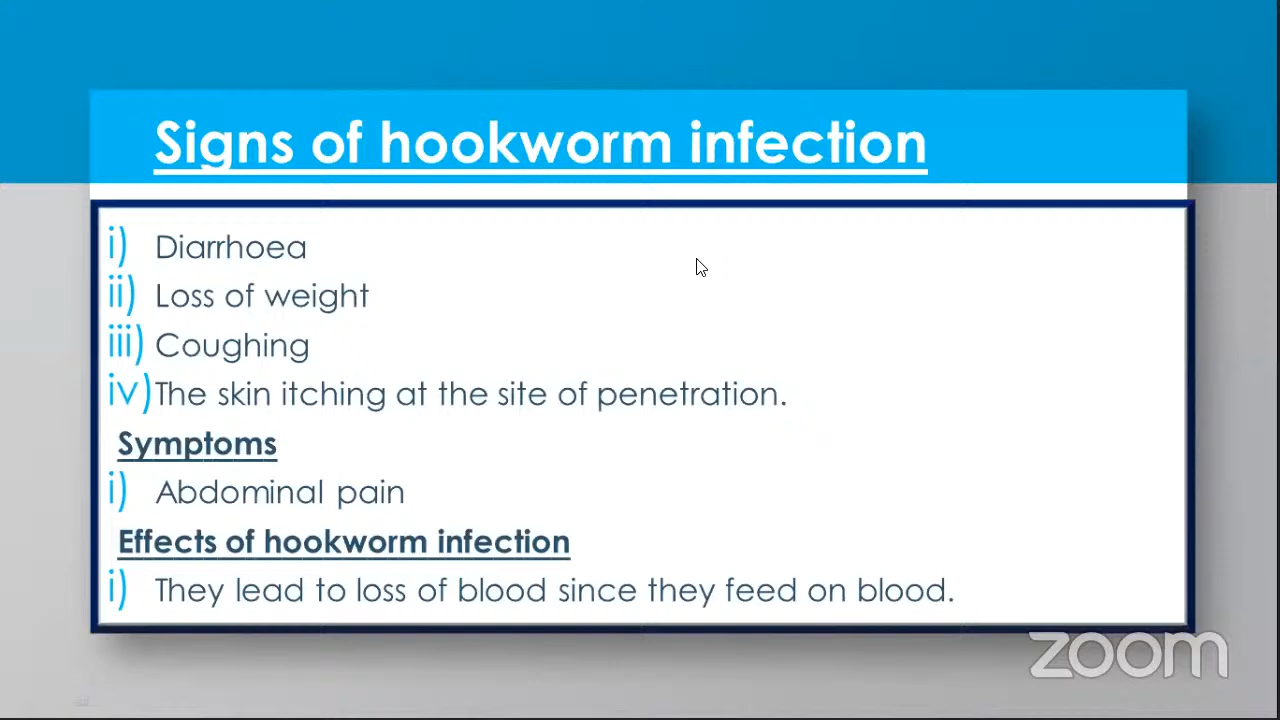 Signs of hookworm infection
i) Diarrhoea
ii) Loss of weight
iii) Coughing
iv) The skin itching at the site of penetration.
Symptoms
i) Abdominal pain
Effects of hookworm infection
i) They lead to loss of blood since they feed on blood.
zoom